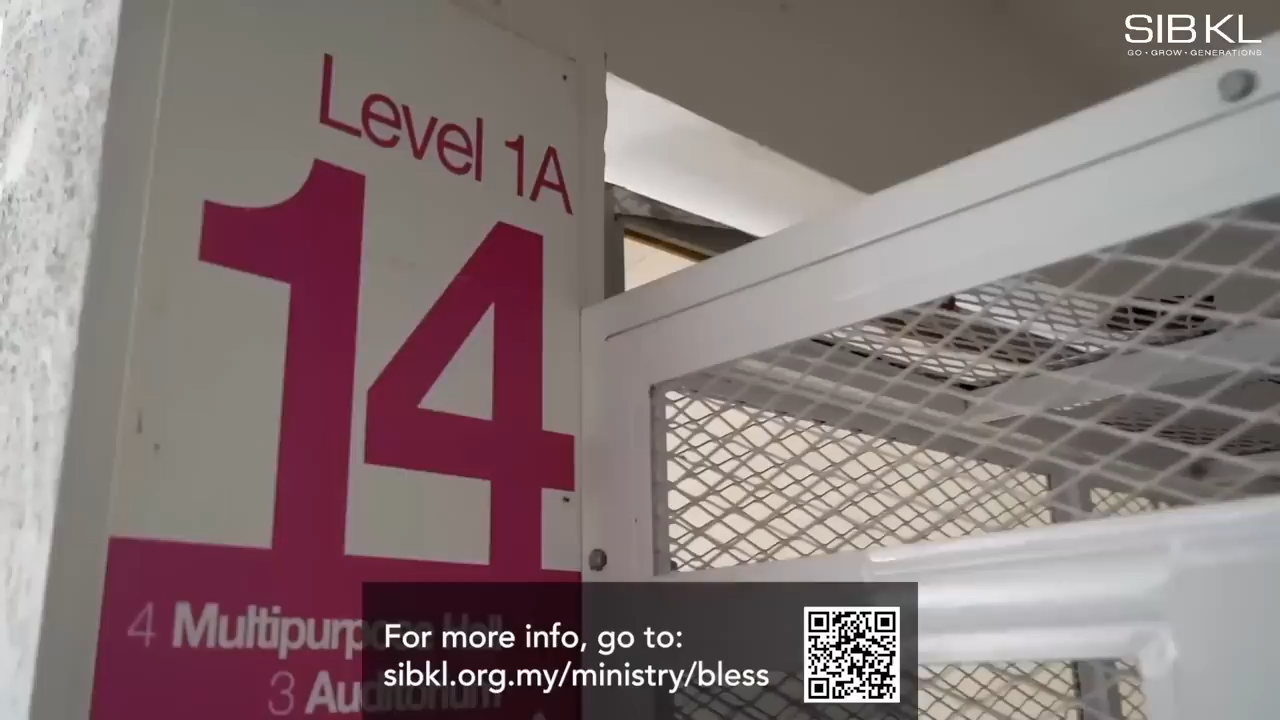 SIBKL
GO • GROW • GENERATIONS
Level 1A
14
4 Multipurpose Hall
3 Auditorium
For more info, go to:
sibkl.org.my/ministry/bless